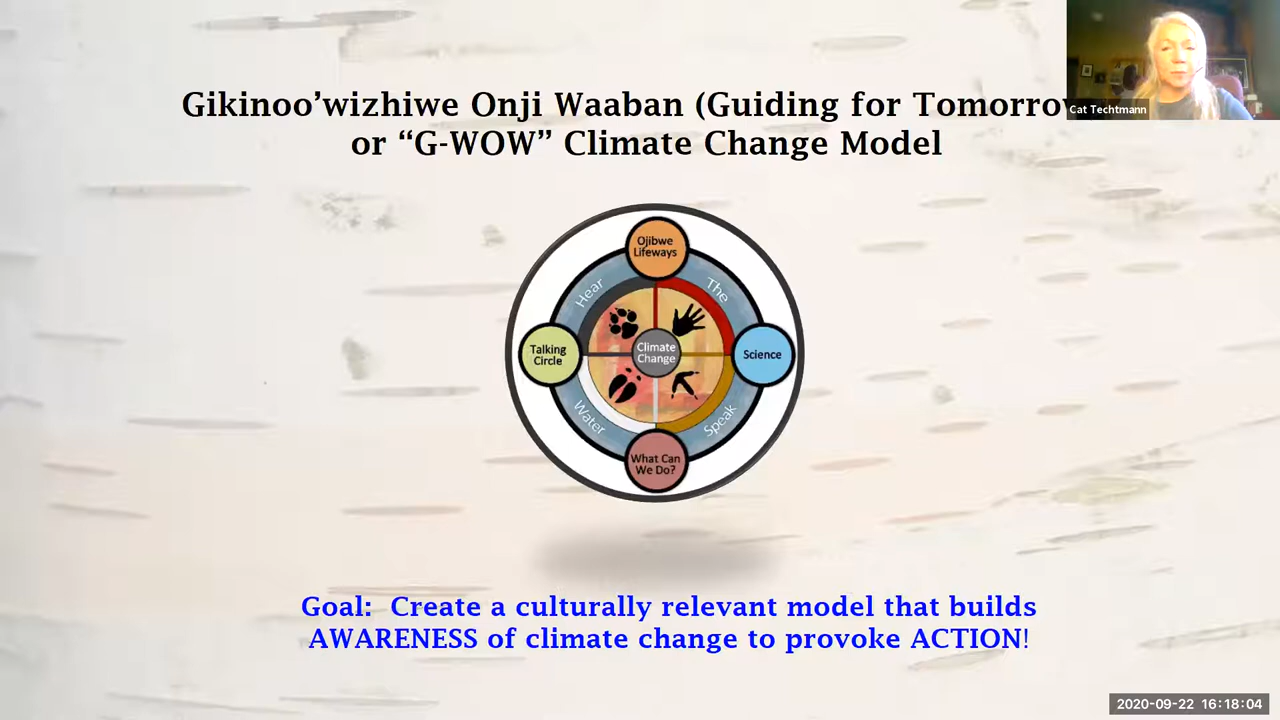 Gikinoo’wizhiwe Onji Waaban (Guiding for Tomorro
Cat Techtmann
or “G-WOW” Climate Change Model
Ojibwe
Lifeways
Hear
The
Talking
Circle
Climate
Change
Science
Water
Speak
What Can
We Do?
Goal: Create a culturally relevant model that builds
AWARENESS of climate change to provoke ACTION!
2020-09-22 16:18:04